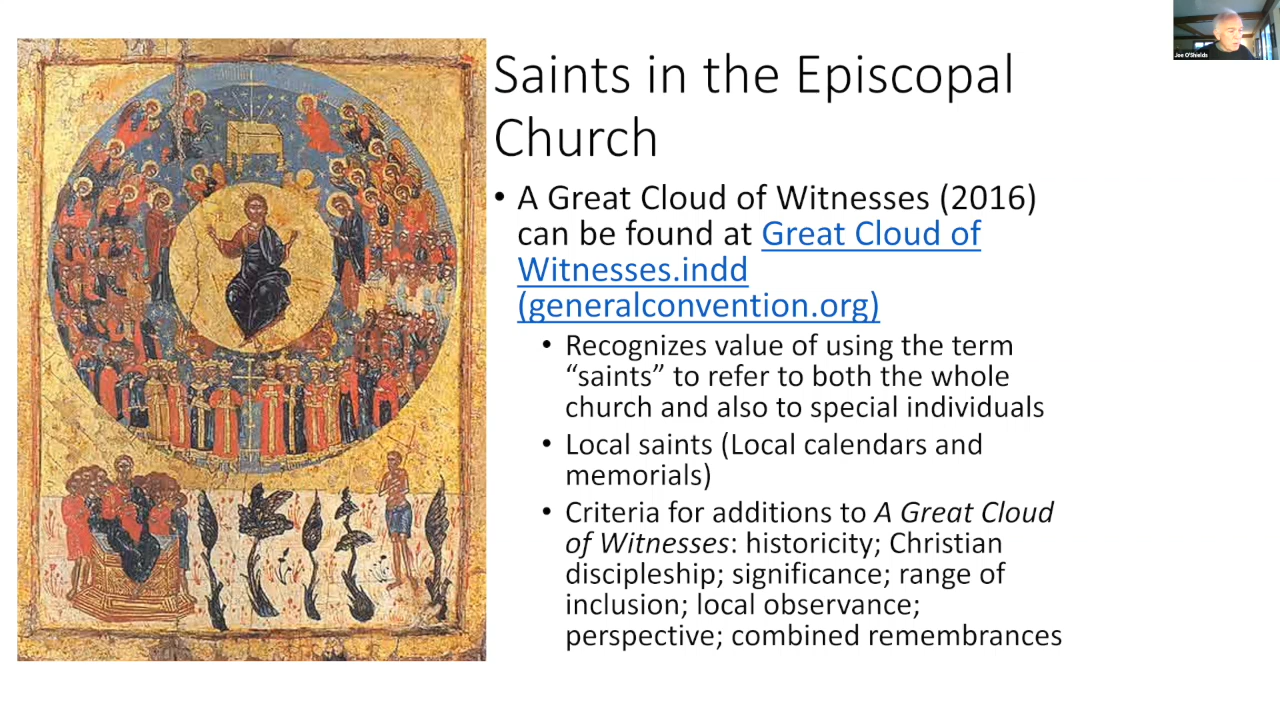 Saints in the Episcopal
Church
• A Great Cloud of Witnesses (2016)
can be found at Great Cloud of
Witnesses.indd
(generalconvention.org)
• Recognizes value of using the term
“saints” to refer to both the whole
church and also to special individuals
• Local saints (Local calendars and
memorials)
• Criteria for additions to A Great Cloud
of Witnesses: historicity; Christian
discipleship; significance; range of
inclusion; local observance;
perspective; combined remembrances
Joe O'Shields